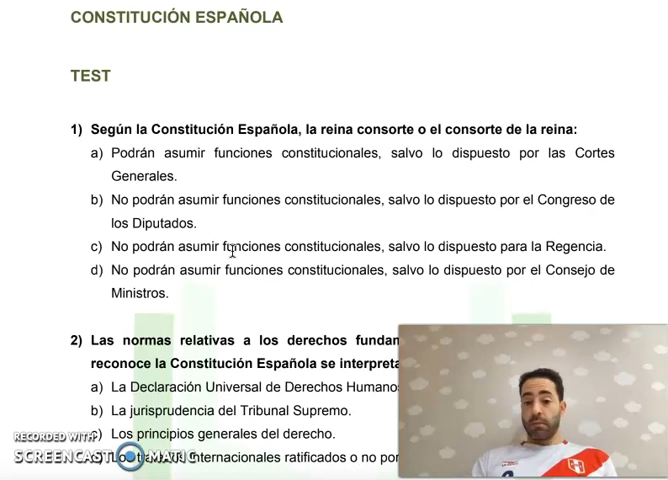 CONSTITUCIÓN ESPAÑOLA
TEST
1) Según la Constitución Española, la reina consorte o el consorte de la reina:
a) Podrán asumir funciones constitucionales, salvo lo dispuesto por las Cortes
Generales.
b) No podrán asumir funciones constitucionales, salvo lo dispuesto por el Congreso de
los Diputados.
c) No podrán asumir funciones constitucionales, salvo lo dispuesto para la Regencia.
d) No podrán asumir funciones constitucionales, salvo lo dispuesto por el Consejo de
Ministros.
2) Las normas relativas a los derechos
reconoce la Constitución Española se
a) La Declaración Universal de Derechos
b) La jurisprudencia del Tribunal Supremo.
Los principios generales del derecho.
internacionales ratificados o no
RECORDED WITH
SCREENCAST MATIC